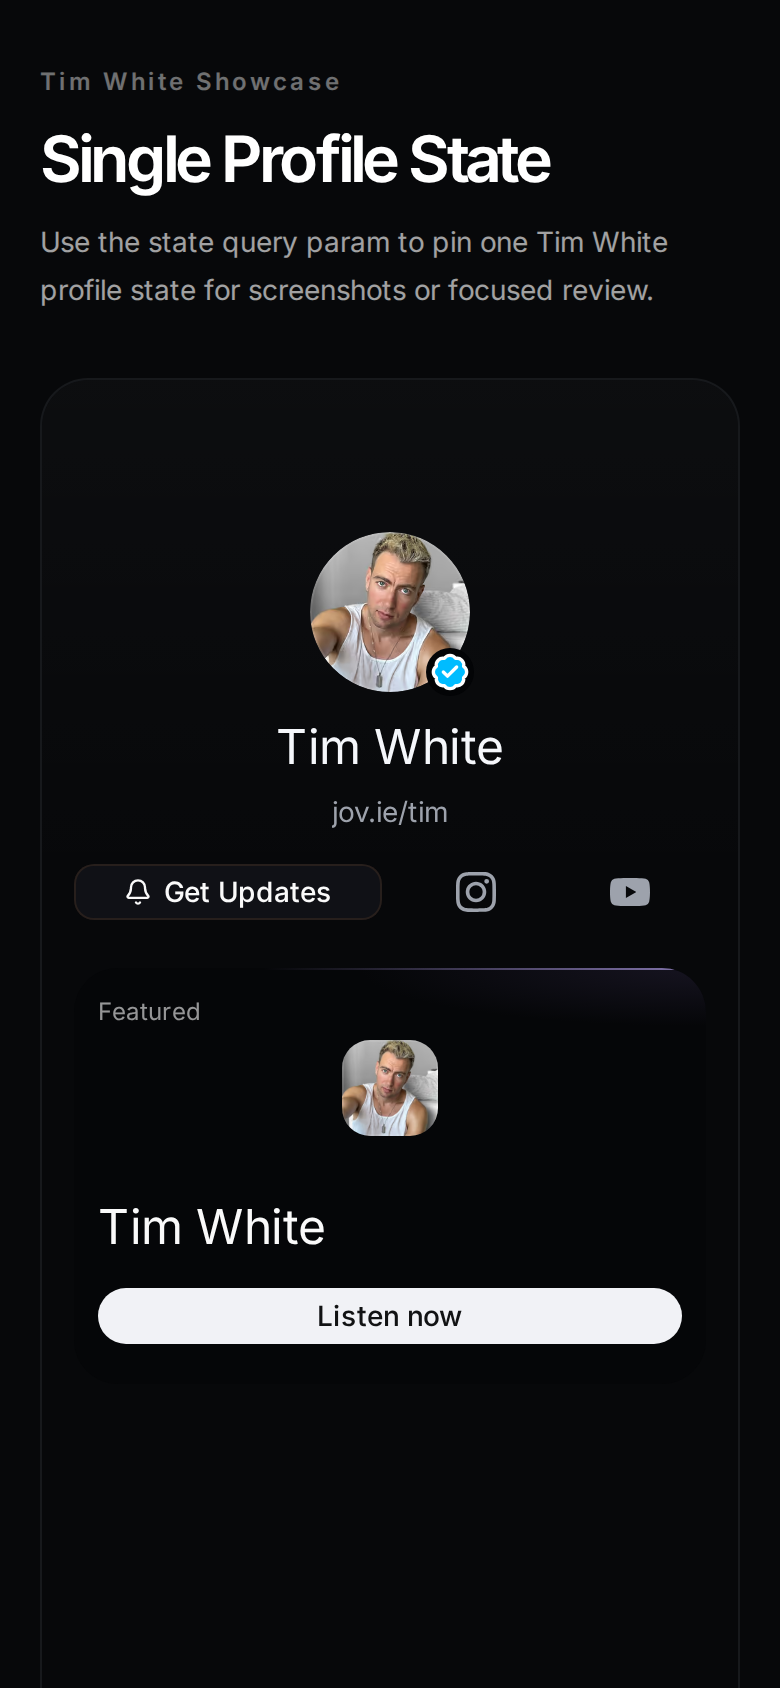 Tim White Showcase
Single Profile State
Use the state query param to pin one Tim White
profile state for screenshots or focused review.
Tim White
jov.ie/tim
Get Updates
Featured
Tim White
Listen now